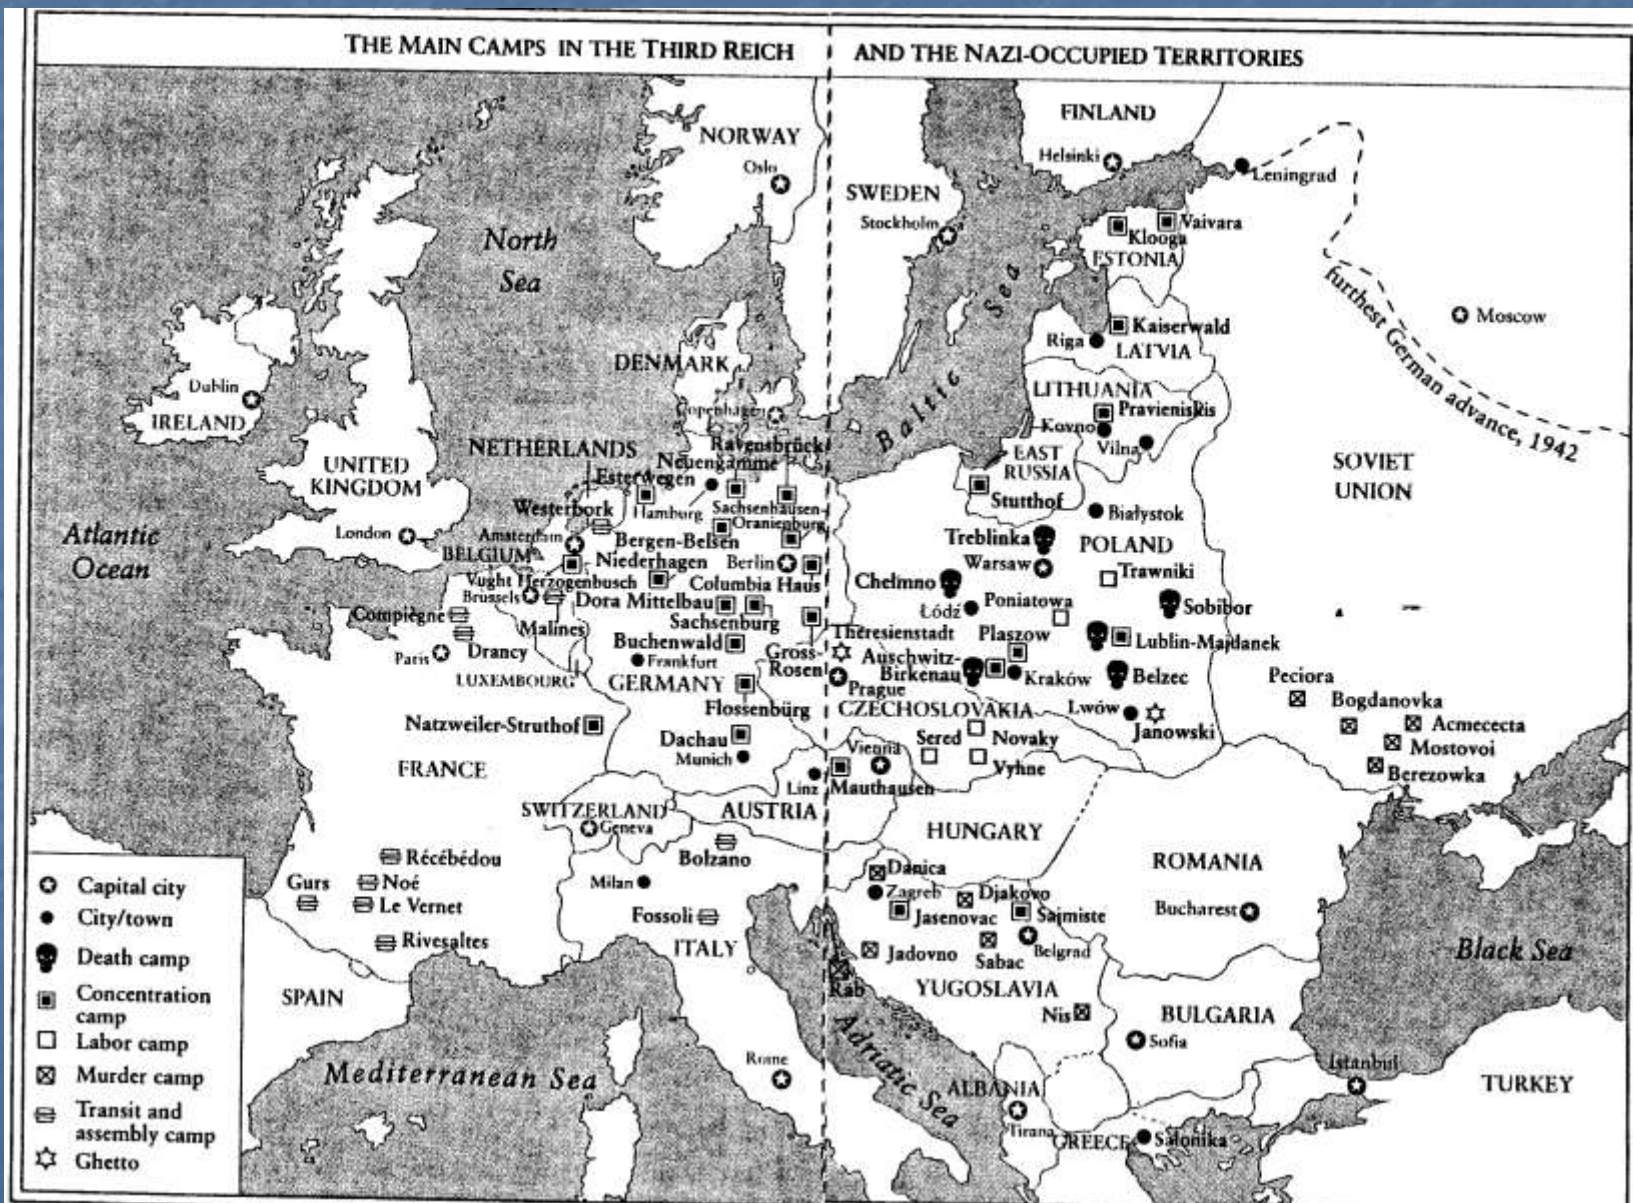 THE MAIN CAMPS IN THE THIRD REICH AND THE NAZI-OCCUPIED TERRITORIES
FINLAND
NORWAY
Helsinki
Leningrad
Oslo
SWEDEN
Stockholm
Vaivara
Klooga
ESTONIA
North
Sea
Baltic Sea
furthest German advance, 1942
Moscow
Kaiserwald
Riga
LATVIA
DENMARK
Dublin
IRELAND
LITHUANIA
Pravieniskis
Copenhagen
Kovno
Vilna
NETHERLANDS
Ravensbrück
Neuengamme
EAST
RUSSIA
UNITED
KINGDOM
SOVIET
UNION
Esterwegen
Stutthof
Westerbork
Hamburg
Sachsenhausen-
Oranienburg
Białystok
Atlantic
Ocean
London
Amsterdam
Bergen-Belsen
Treblinka
POLAND
BELGIUM
Niederhagen
Berlin
Warsaw
Trawniki
Vught Herzogenbusch
Columbia Haus
Chelmno
Brussels
Dora Mittelbau
Łódź
Poniatowa
Sobibor
Compiègne
Malines
Sachsenburg
Theresienstadt
Plaszow
Lublin-Majdanek
Drancy
Buchenwald
Paris
Frankfurt
Gross-
Rosen
Auschwitz-
Birkenau
Kraków
Belzec
Peciora
LUXEMBOURG
GERMANY
Prague
Flossenbürg
CZECHOSLOVAKIA
Lwów
Janowski
Bogdanovka
Acmececta
Natzweiler-Struthof
Dachau
Munich
Vienna
Sered
Novaky
Mostovoi
FRANCE
Vyhne
Berezowka
Linz
Mauthausen
SWITZERLAND
Geneva
AUSTRIA
HUNGARY
Bolzano
Récébédou
ROMANIA
Gurs
Noé
Milan
Danica
Zagreb
Djakovo
Le Vernet
Fossoli
Jasenovac
Sajmiste
Bucharest
Rivesaltes
ITALY
Jadovno
Sabac
Belgrad
Black Sea
SPAIN
Rab
YUGOSLAVIA
Nis
BULGARIA
Sofia
Adriatic Sea
Rome
Istanbul
Mediterranean Sea
ALBANIA
TURKEY
Tirana
GREECE
Salonika
Capital city
City/town
Death camp
Concentration
camp
Labor camp
Murder camp
Transit and
assembly camp
Ghetto